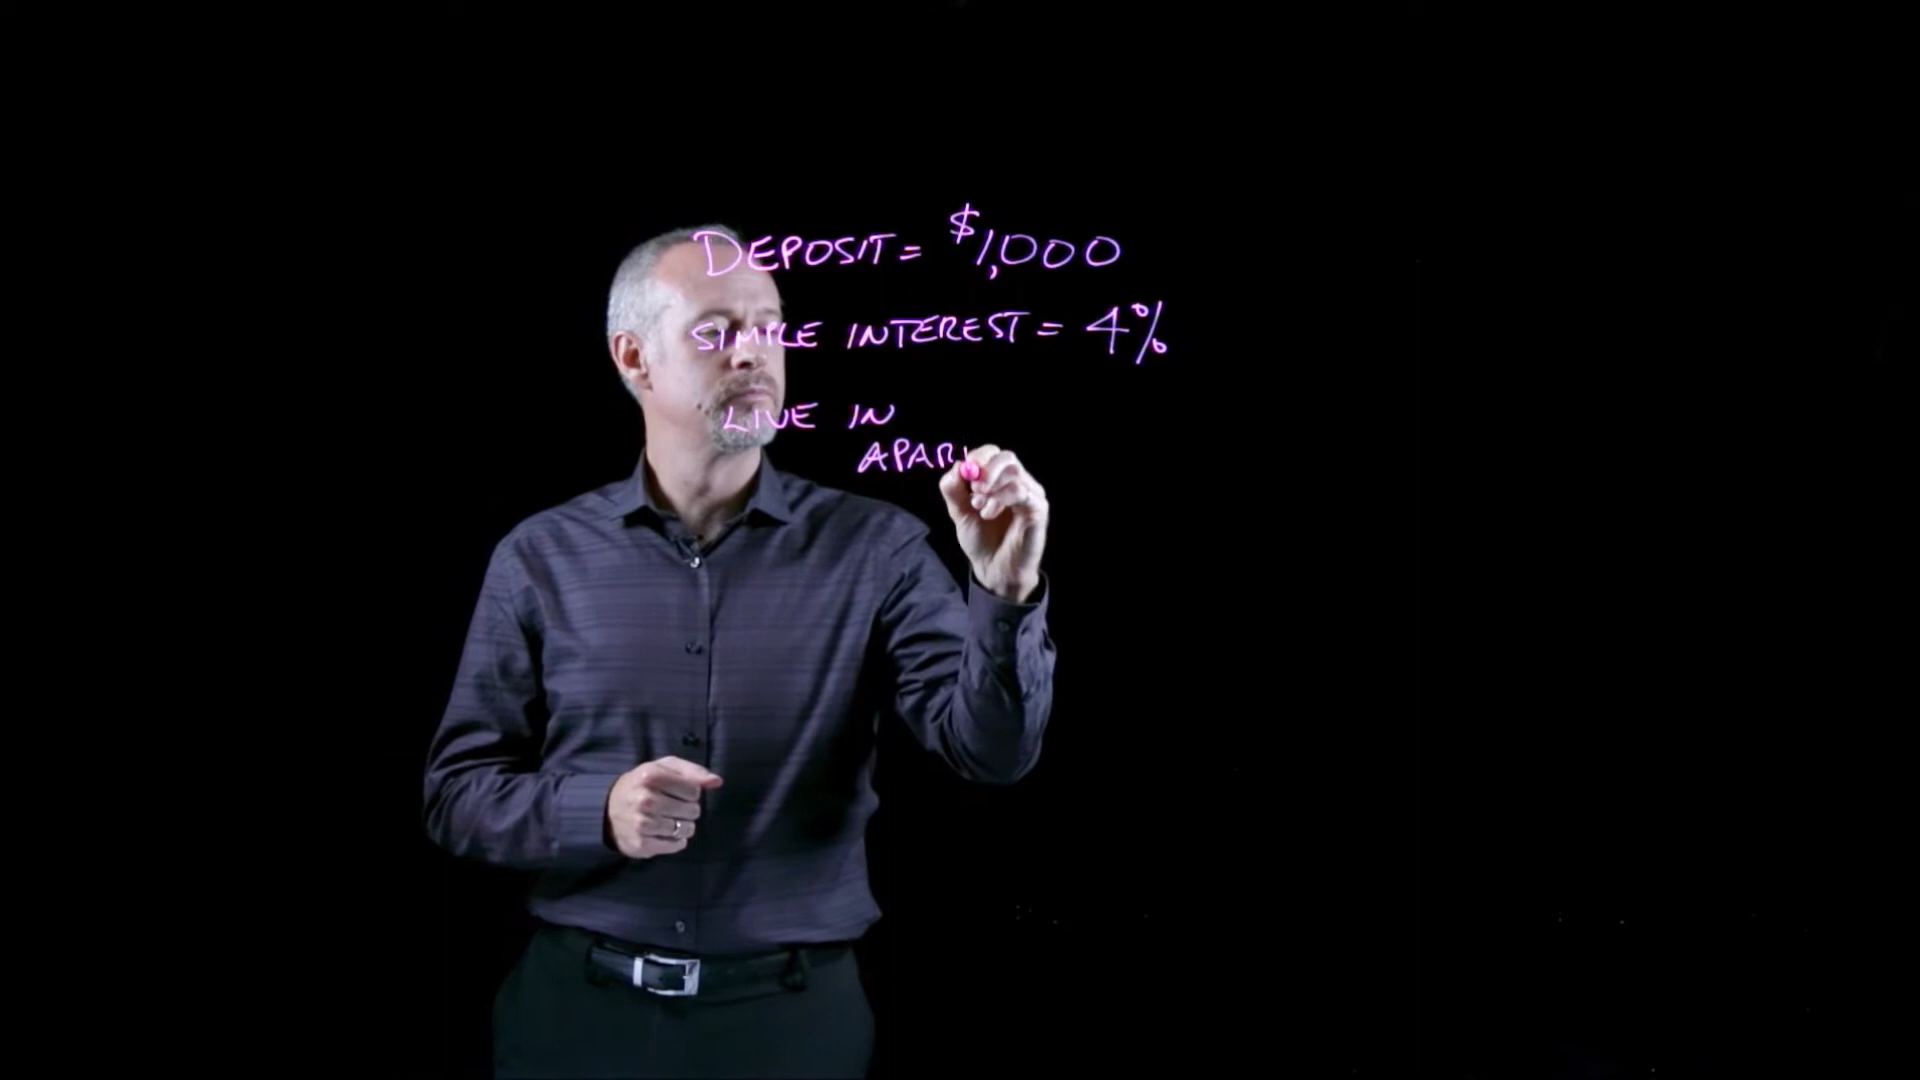 DEPOSIT = $1,000
SIMPLE INTEREST = 4%
LIVE IN
APAR